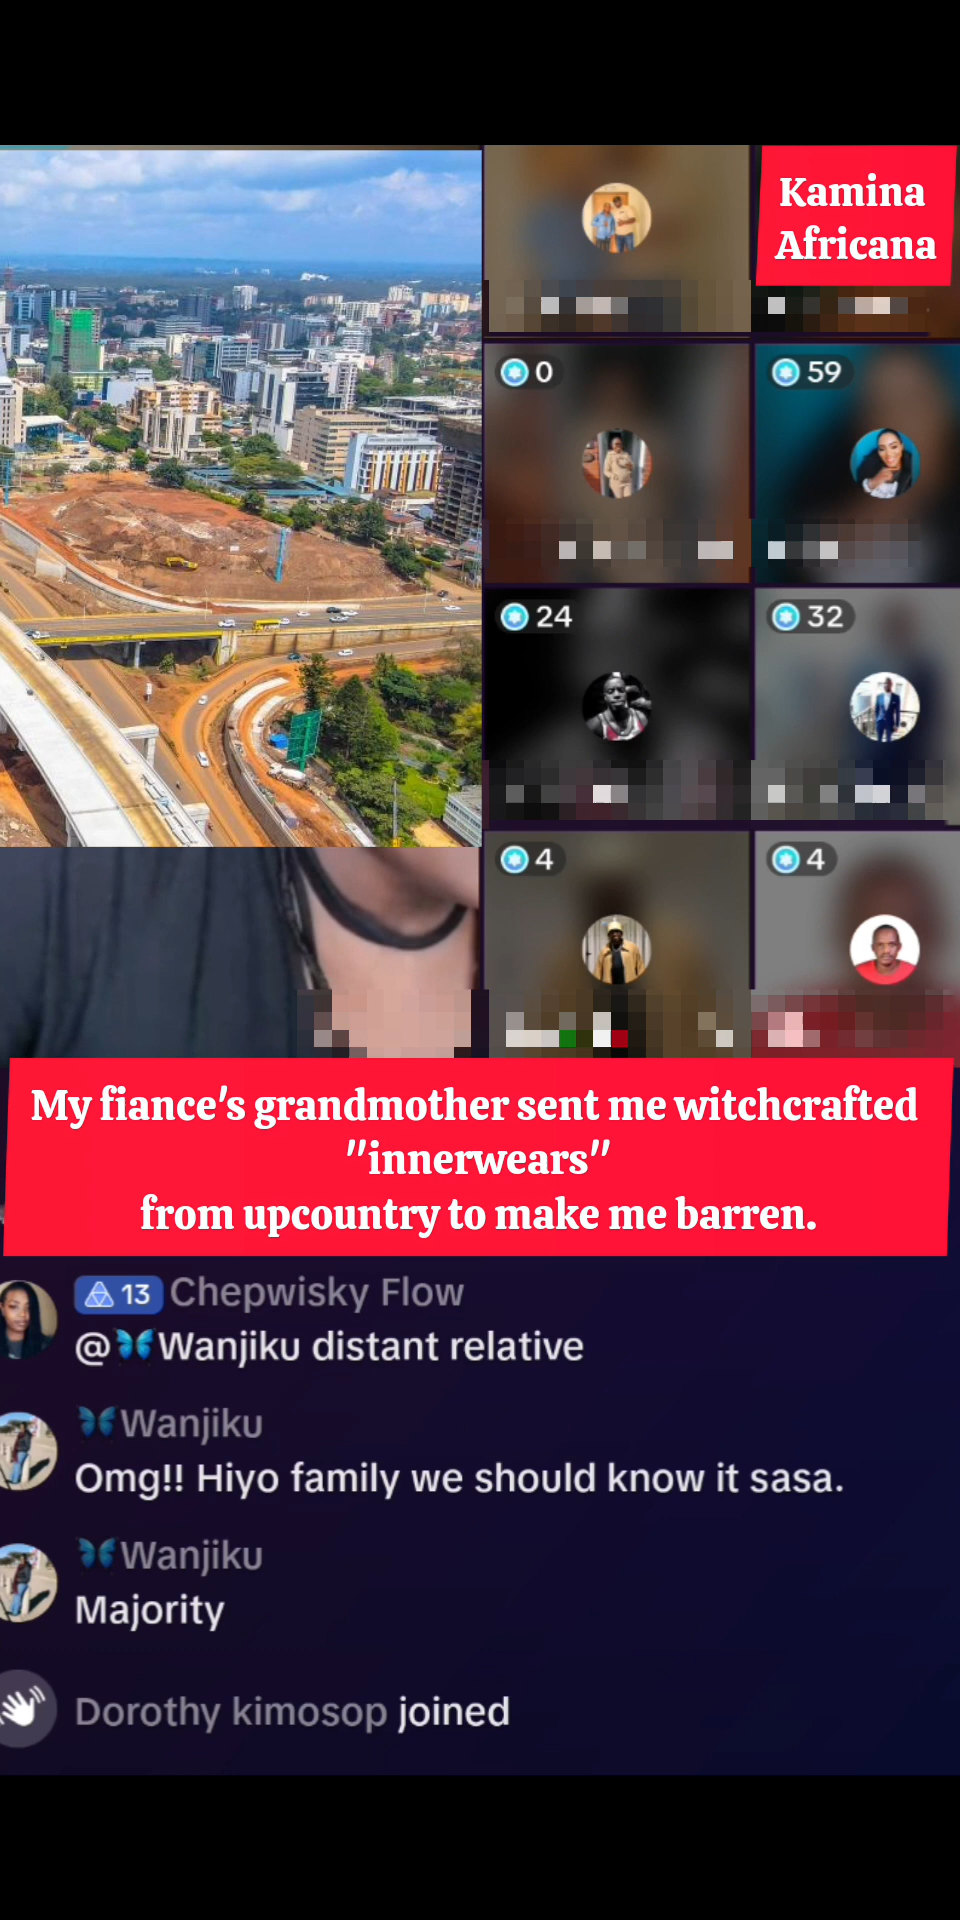 Kamina
Africana
0
59
24
32
4
4
My fiance's grandmother sent me witchcrafted
"innerwears"
from upcountry to make me barren.
13 Chepwisky Flow
@🦋Wanjiku distant relative
🦋Wanjiku
Omg!! Hiyo family we should know it sasa.
🦋Wanjiku
Majority
Dorothy kimosop joined